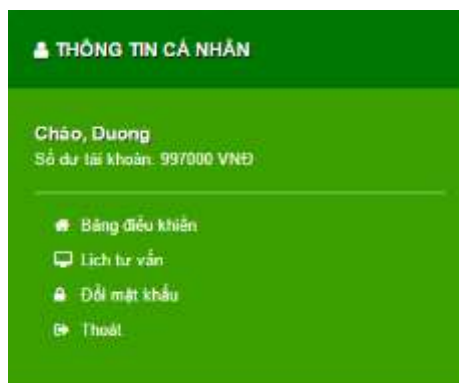 THÔNG TIN CÁ NHÂN
Chào, Duong
Số dư tài khoản: 997000 VNĐ
Bảng điều khiển
Lịch tư vấn
Đổi mật khẩu
Thoát